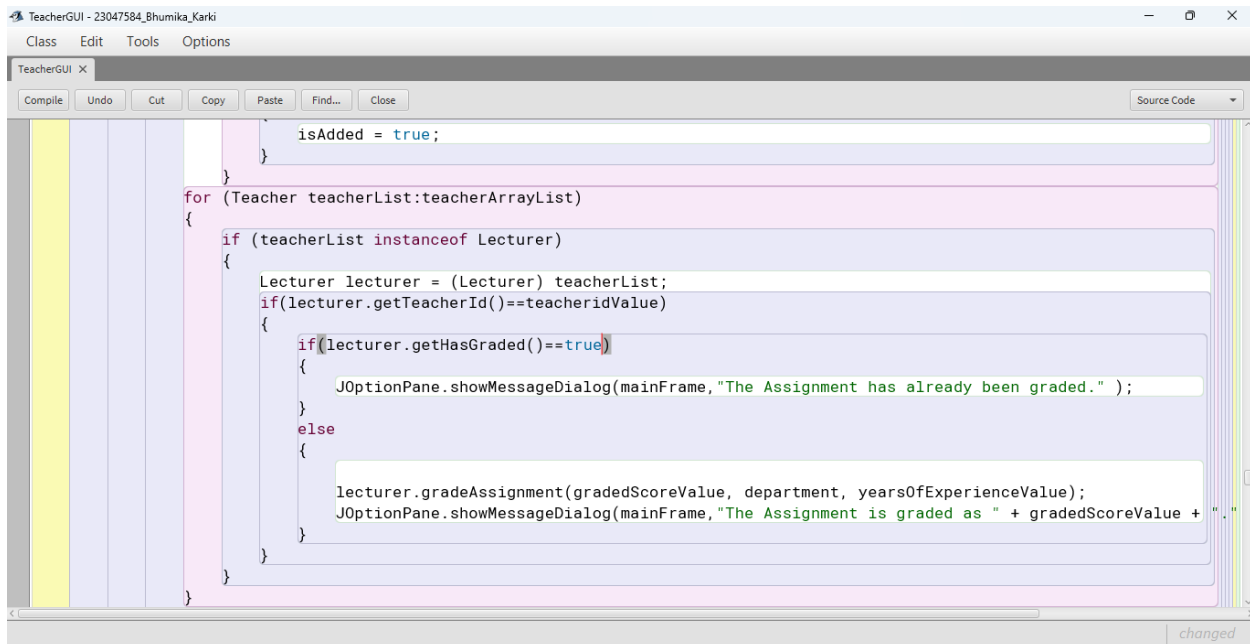 TeacherGUI - 23047584_Bhumika_Karki
Class Edit Tools Options
TeacherGUI
Compile Undo Cut Copy Paste Find... Close Source Code
{
isAdded = true;
}
}
for (Teacher teacherList:teacherArrayList)
{
if (teacherList instanceof Lecturer)
{
Lecturer lecturer = (Lecturer) teacherList;
if(lecturer.getTeacherId()==teacheridValue)
{
if(lecturer.getHasGraded()==true)
{
JOptionPane.showMessageDialog(mainFrame,"The Assignment has already been graded." );
}
else
{
lecturer.gradeAssignment(gradedScoreValue, department, yearsOfExperienceValue);
JOptionPane.showMessageDialog(mainFrame,"The Assignment is graded as " + gradedScoreValue + "."
}
}
}
}
changed